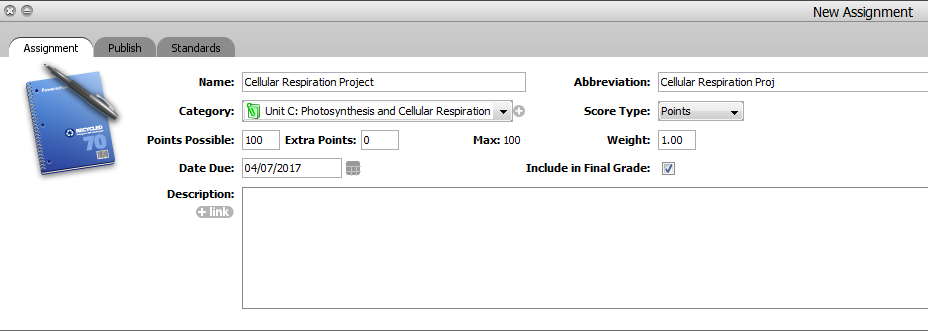 New Assignment
Assignment Publish Standards
Name: Cellular Respiration Project Abbreviation: Cellular Respiration Proj
Category: Unit C: Photosynthesis and Cellular Respiration Score Type: Points
Points Possible: 100 Extra Points: 0 Max: 100 Weight: 1.00
Date Due: 04/07/2017 Include in Final Grade:
Description:
+ link
RECYCLED
70